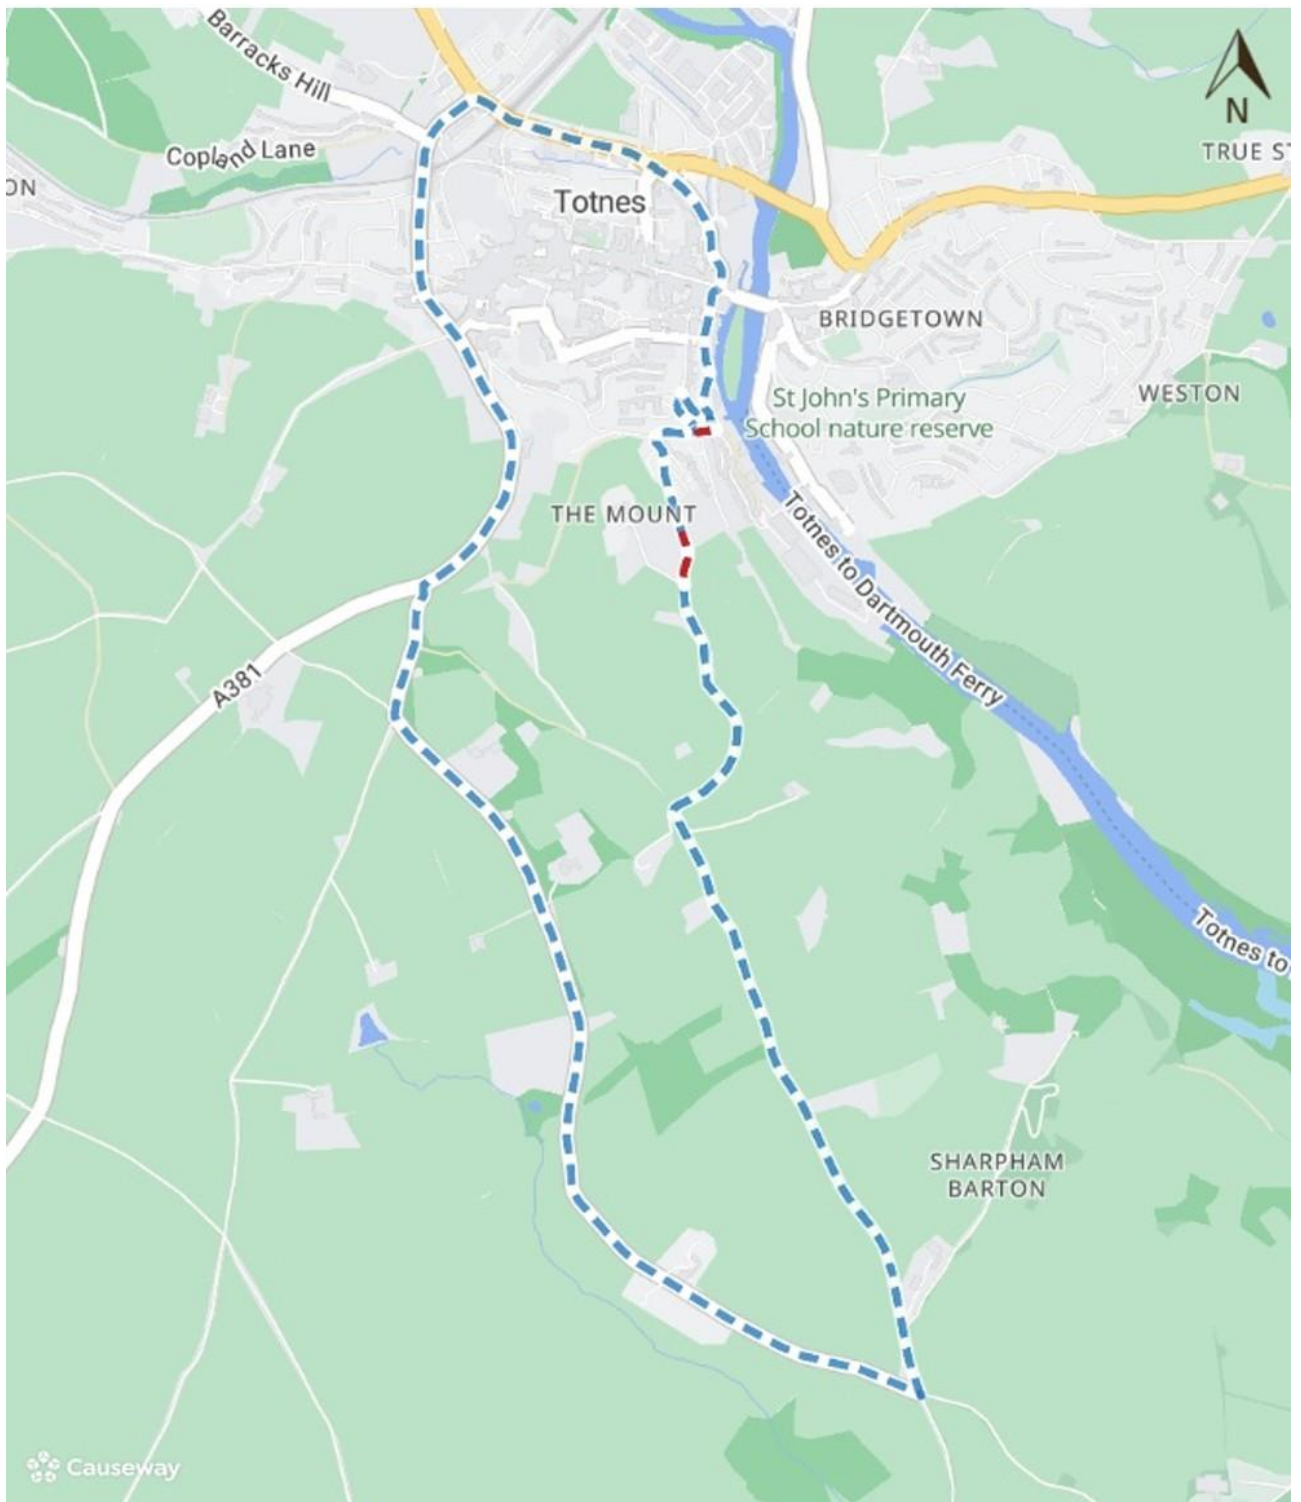 Barracks Hill
N
Copland Lane
TRUE ST
ON
Totnes
BRIDGETOWN
WESTON
St John's Primary
School nature reserve
THE MOUNT
Totnes to Dartmouth Ferry
A381
Totnes to
SHARPHAM
BARTON
Causeway